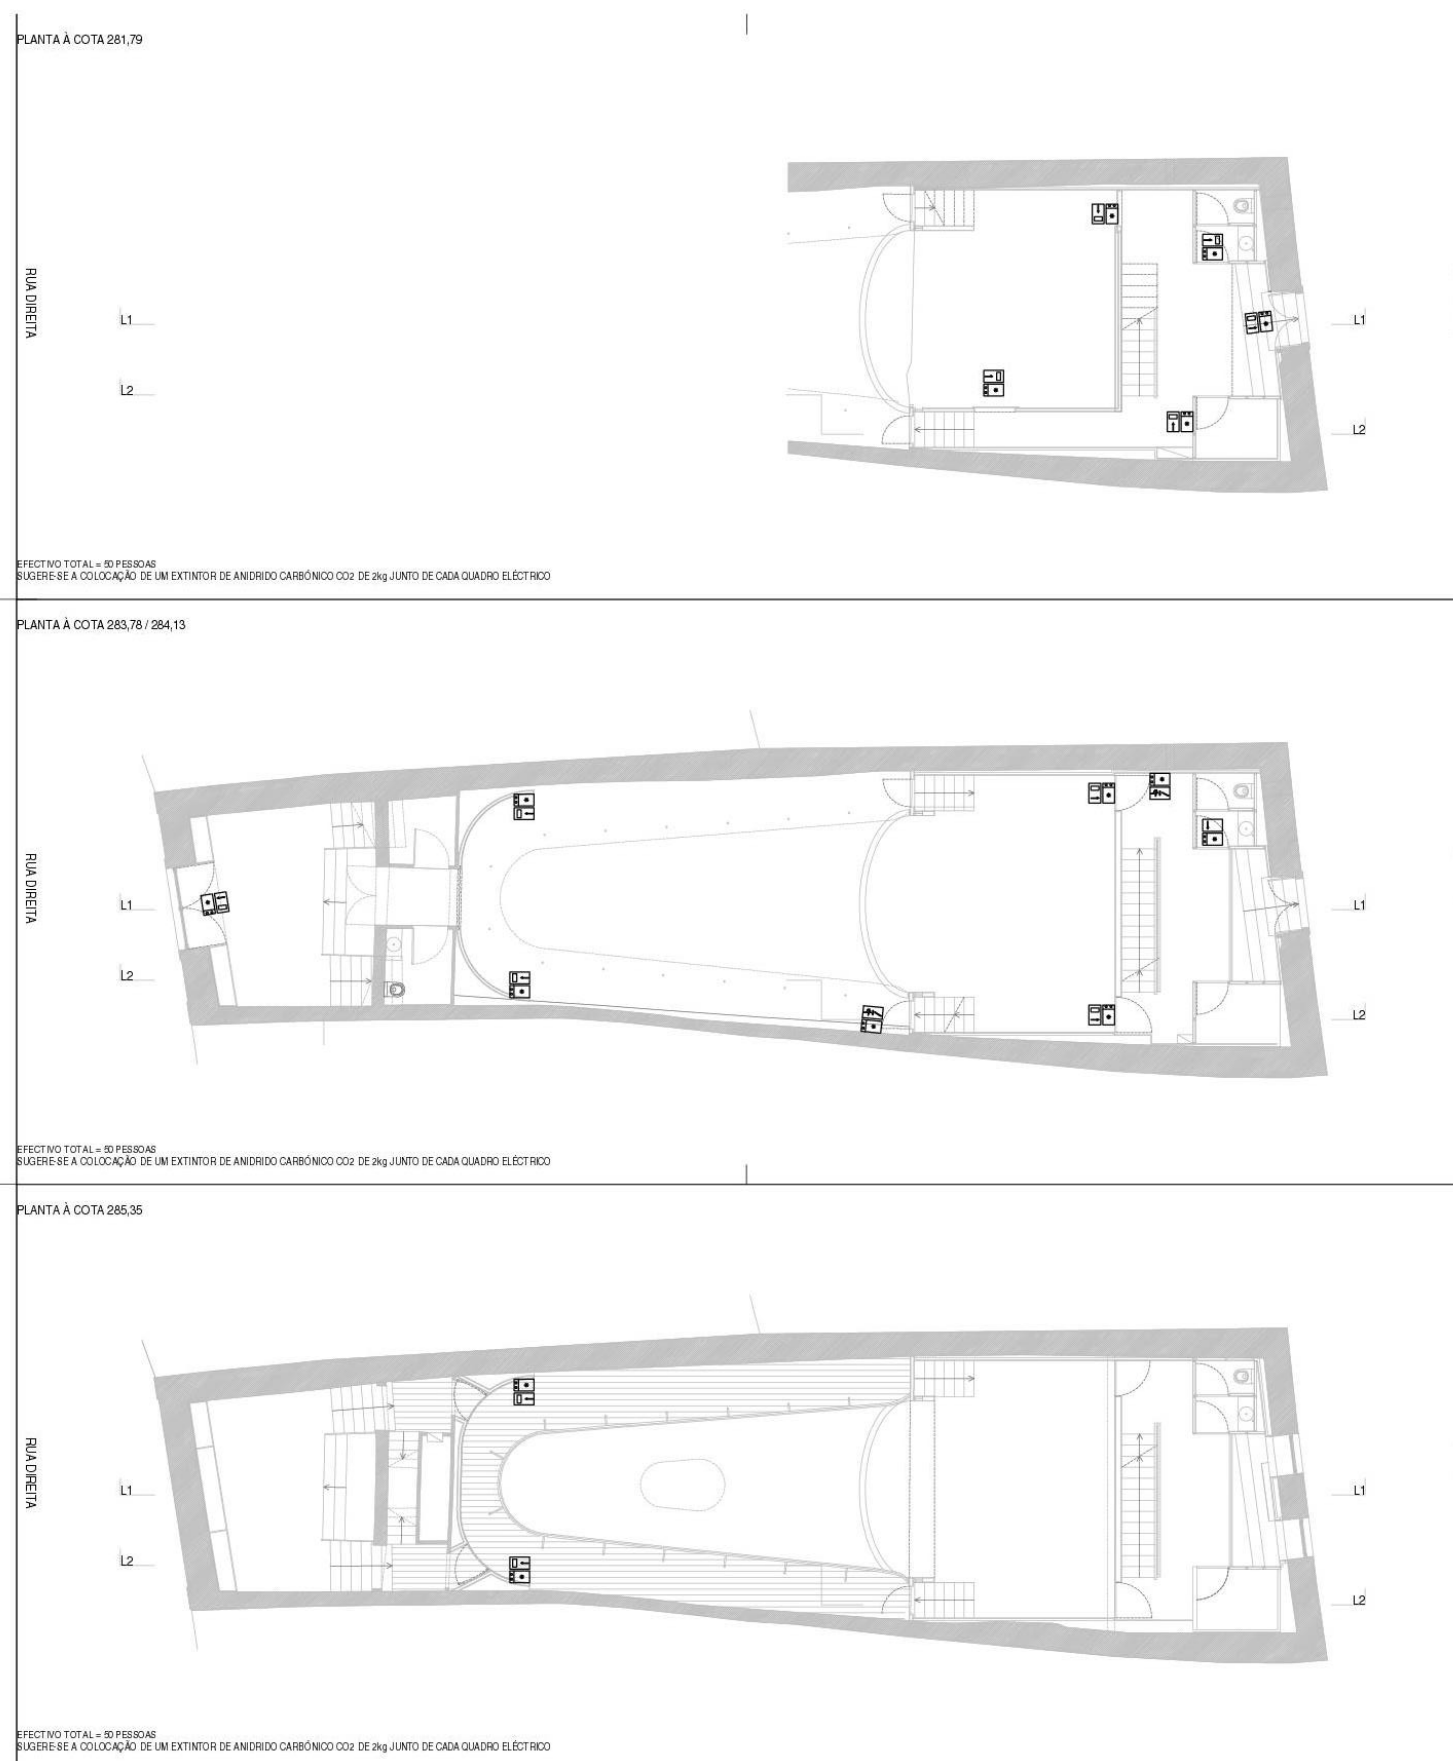 PLANTA À COTA 281,79
RUA DIREITA
L1
L1
L2
L2
EFECTIVO TOTAL = 50 PESSOAS
SUGERE-SE A COLOCAÇÃO DE UM EXTINTOR DE ANIDRIDO CARBÓNICO CO2 DE 2kg JUNTO DE CADA QUADRO ELÉCTRICO
PLANTA À COTA 283,78 / 284,13
RUA DIREITA
L1
L1
L2
L2
EFECTIVO TOTAL = 50 PESSOAS
SUGERE-SE A COLOCAÇÃO DE UM EXTINTOR DE ANIDRIDO CARBÓNICO CO2 DE 2kg JUNTO DE CADA QUADRO ELÉCTRICO
PLANTA À COTA 285,35
RUA DIREITA
L1
L1
L2
L2
EFECTIVO TOTAL = 50 PESSOAS
SUGERE-SE A COLOCAÇÃO DE UM EXTINTOR DE ANIDRIDO CARBÓNICO CO2 DE 2kg JUNTO DE CADA QUADRO ELÉCTRICO